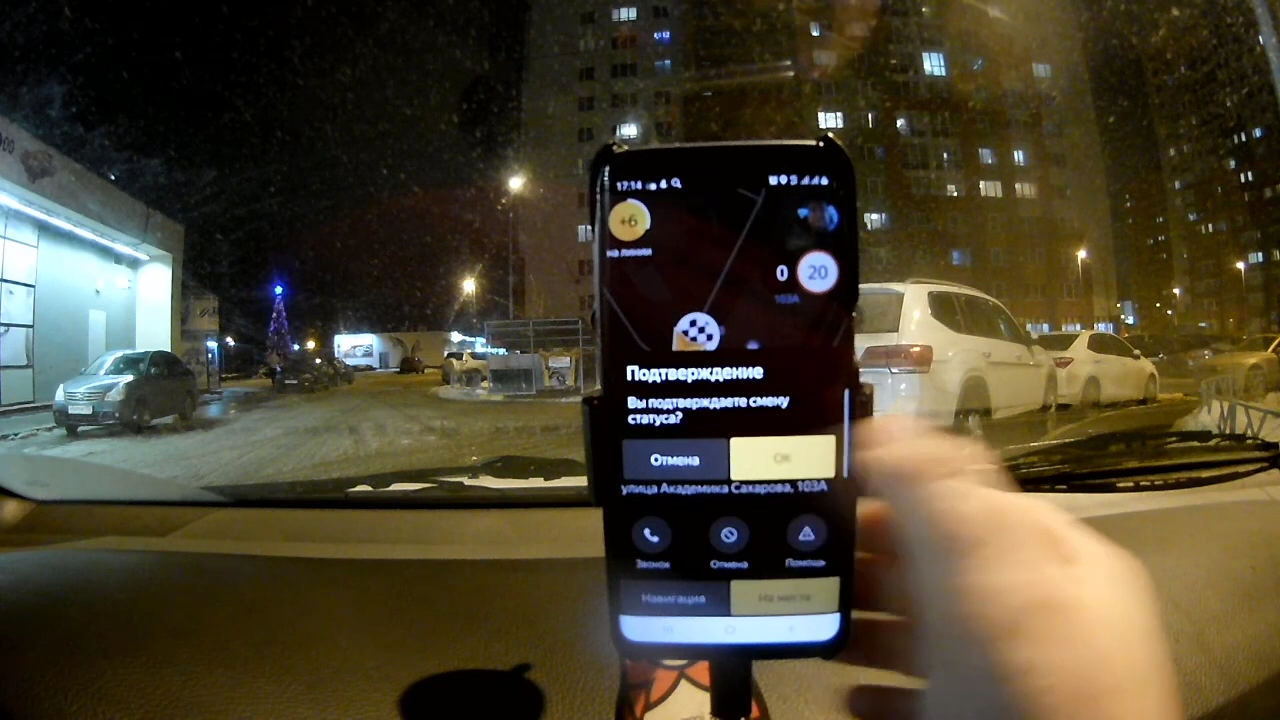 17:14
+6
на линии
0
20
103А
Подтверждение
Вы подтверждаете смену
статуса?
Отмена
ОК
улица Академика Сахарова, 103А
Звонок
Отмена
Помощь
Навигация
На месте